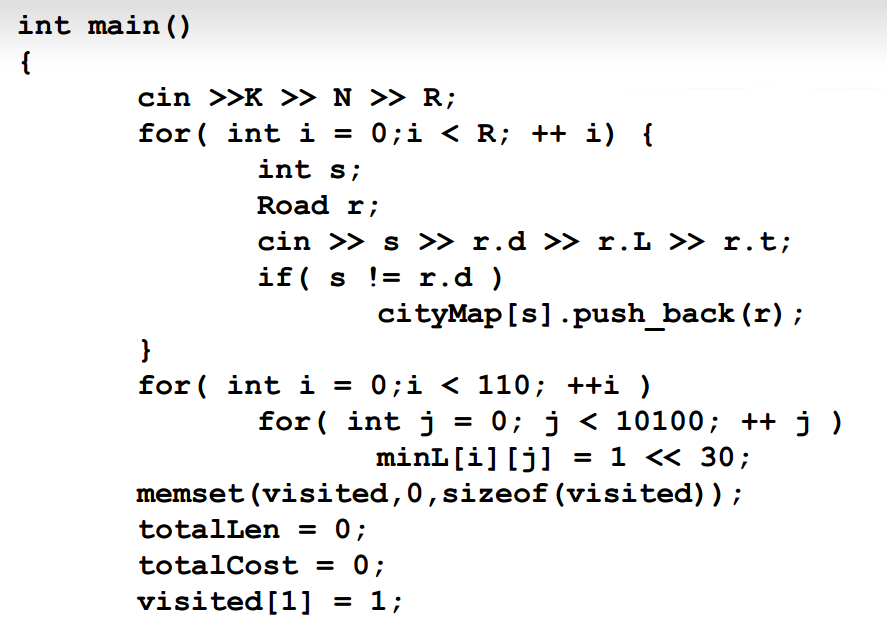 int main()
{
cin >>K >> N >> R;
for( int i = 0;i < R; ++ i) {
int s;
Road r;
cin >> s >> r.d >> r.L >> r.t;
if( s != r.d )
cityMap[s].push_back(r);
}
for( int i = 0;i < 110; ++i )
for( int j = 0; j < 10100; ++ j )
minL[i][j] = 1 << 30;
memset(visited,0,sizeof(visited));
totalLen = 0;
totalCost = 0;
visited[1] = 1;